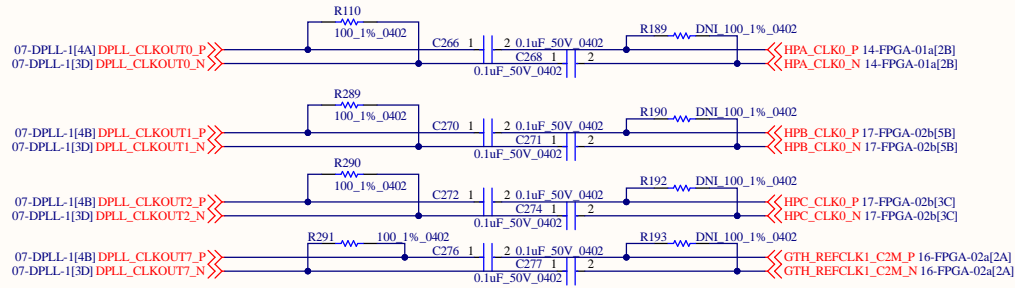 R110
100_1%_0402
R189 DNI_100_1%_0402
C266 1 2 0.1uF_50V_0402
07-DPLL-1[4A] DPLL_CLKOUT0_P HPA_CLK0_P 14-FPGA-01a[2B]
C268 1 2
07-DPLL-1[3D] DPLL_CLKOUT0_N HPA_CLK0_N 14-FPGA-01a[2B]
0.1uF_50V_0402
R289
100_1%_0402
R190 DNI_100_1%_0402
C270 1 2 0.1uF_50V_0402
07-DPLL-1[4B] DPLL_CLKOUT1_P HPB_CLK0_P 17-FPGA-02b[5B]
C271 1 2
07-DPLL-1[3D] DPLL_CLKOUT1_N HPB_CLK0_N 17-FPGA-02b[5B]
0.1uF_50V_0402
R290
100_1%_0402
R192 DNI_100_1%_0402
C272 1 2 0.1uF_50V_0402
07-DPLL-1[4B] DPLL_CLKOUT2_P HPC_CLK0_P 17-FPGA-02b[3C]
C274 1 2
07-DPLL-1[3D] DPLL_CLKOUT2_N HPC_CLK0_N 17-FPGA-02b[3C]
0.1uF_50V_0402
R291 100_1%_0402
R193 DNI_100_1%_0402
C276 1 2 0.1uF_50V_0402
07-DPLL-1[4B] DPLL_CLKOUT7_P GTH_REFCLK1_C2M_P 16-FPGA-02a[2A]
C277 1 2
07-DPLL-1[3D] DPLL_CLKOUT7_N GTH_REFCLK1_C2M_N 16-FPGA-02a[2A]
0.1uF_50V_0402